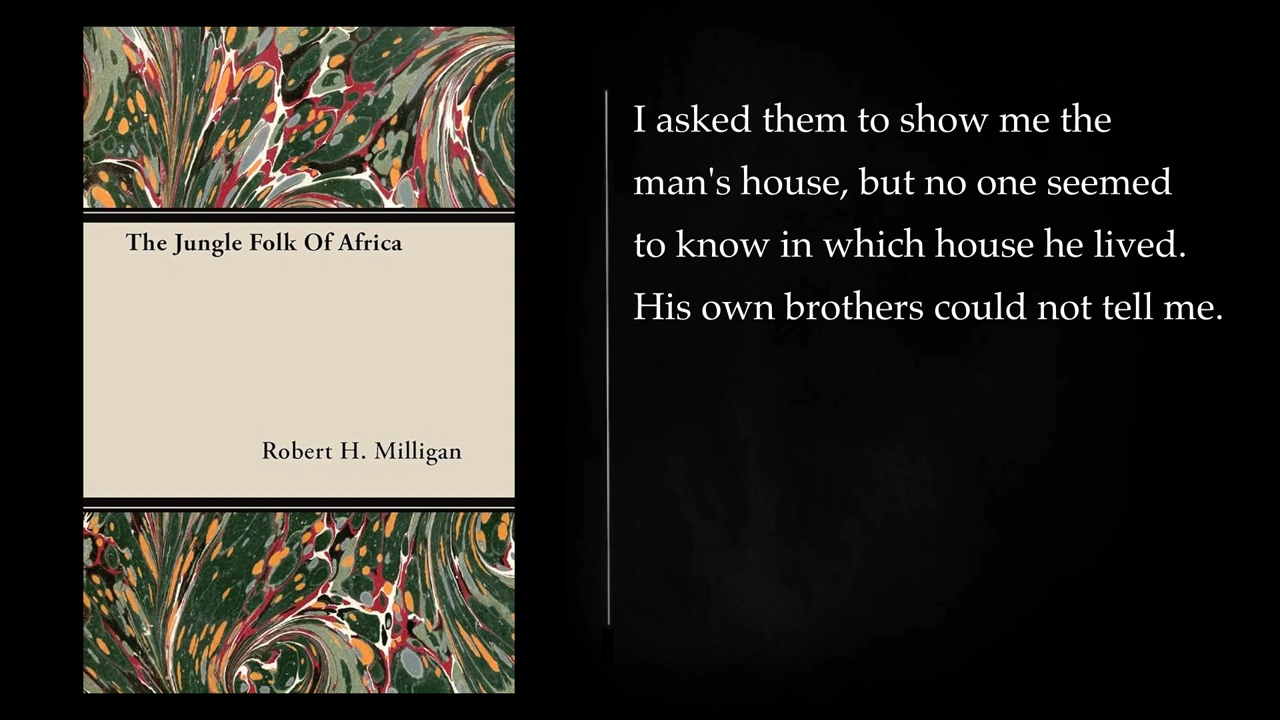 The Jungle Folk Of Africa
Robert H. Milligan
I asked them to show me the
man's house, but no one seemed
to know in which house he lived.
His own brothers could not tell me.